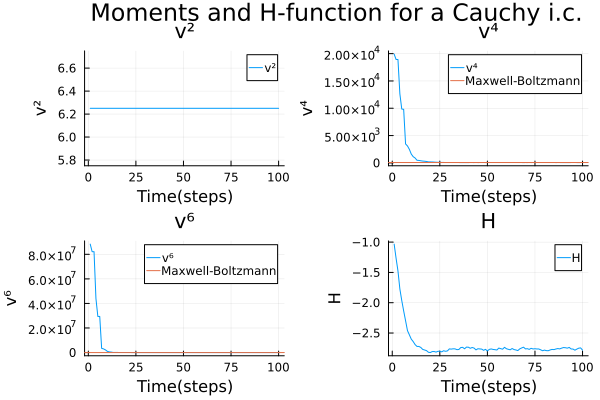 Moments and H-function for a Cauchy i.c.
v²
v⁴
6.6
6.4
6.2
6.0
5.8
v²
v²
0
25
50
75
100
Time(steps)
2.00×10⁴
1.50×10⁴
1.00×10⁴
5.00×10³
0
v⁴
v⁴
Maxwell-Boltzmann
0
25
50
75
100
Time(steps)
v⁶
H
8.0×10⁷
6.0×10⁷
4.0×10⁷
2.0×10⁷
0
v⁶
v⁶
Maxwell-Boltzmann
0
25
50
75
100
Time(steps)
−1.0
−1.5
−2.0
−2.5
H
H
0
25
50
75
100
Time(steps)